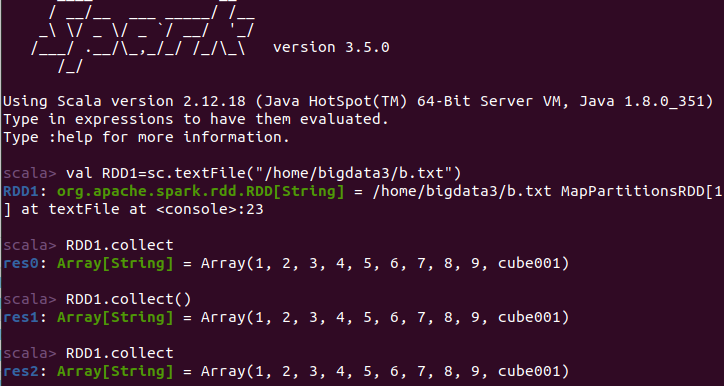 ____              __
     / __/__  ___ _____/ /__
    _\ \/ _ \/ _ `/ __/  '_/
   /___/ .__/\_,_/_/ /_/\_\   version 3.5.0
      /_/
Using Scala version 2.12.18 (Java HotSpot(TM) 64-Bit Server VM, Java 1.8.0_351)
Type in expressions to have them evaluated.
Type :help for more information.
scala> val RDD1=sc.textFile("/home/bigdata3/b.txt")
RDD1: org.apache.spark.rdd.RDD[String] = /home/bigdata3/b.txt MapPartitionsRDD[1
] at textFile at <console>:23
scala> RDD1.collect
res0: Array[String] = Array(1, 2, 3, 4, 5, 6, 7, 8, 9, cube001)
scala> RDD1.collect()
res1: Array[String] = Array(1, 2, 3, 4, 5, 6, 7, 8, 9, cube001)
scala> RDD1.collect
res2: Array[String] = Array(1, 2, 3, 4, 5, 6, 7, 8, 9, cube001)